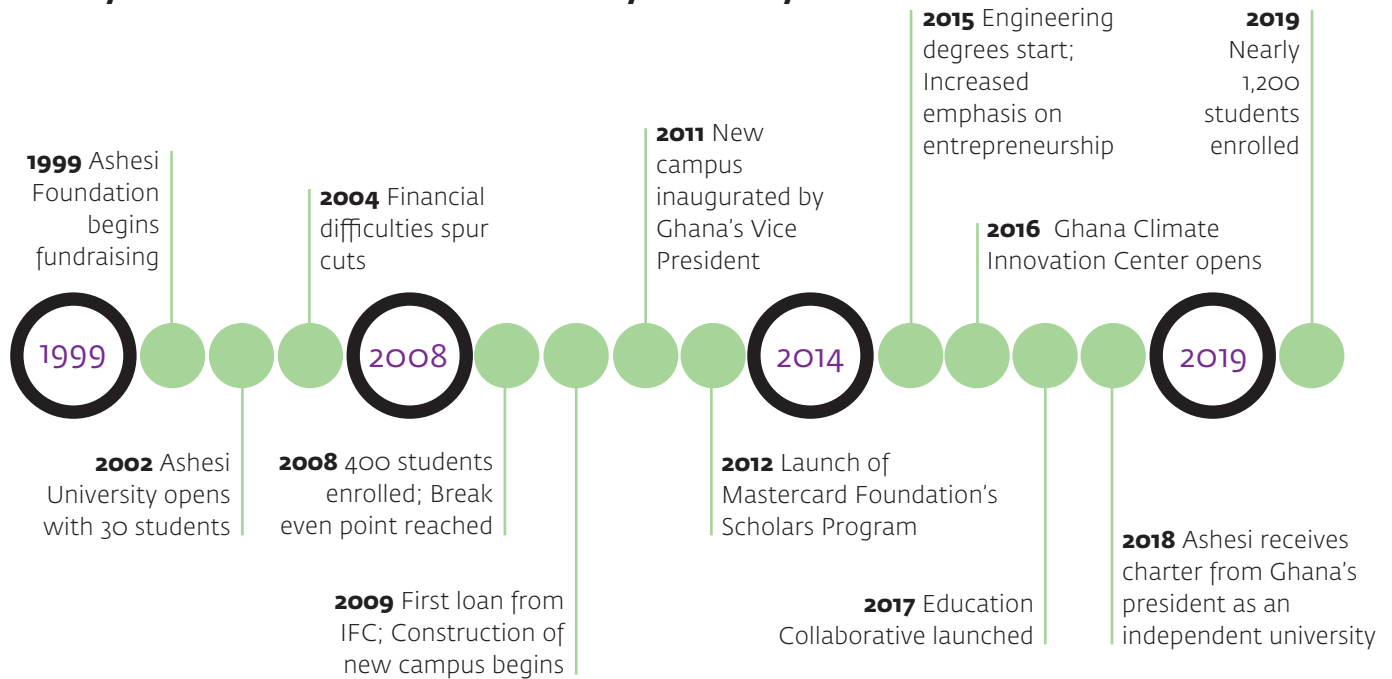 1999 Ashesi
Foundation
begins
fundraising
2004 Financial
difficulties spur
cuts
2011 New
campus
inaugurated by
Ghana's Vice
President
2015 Engineering
degrees start;
Increased
emphasis on
entrepreneurship
2016 Ghana Climate
Innovation Center opens
2019
Nearly
1,200
students
enrolled
1999
2008
2014
2019
2002 Ashesi
University opens
with 30 students
2008 400 students
enrolled; Break
even point reached
2009 First loan from
IFC; Construction of
new campus begins
2012 Launch of
Mastercard Foundation's
Scholars Program
2017 Education
Collaborative launched
2018 Ashesi receives
charter from Ghana's
president as an
independent university